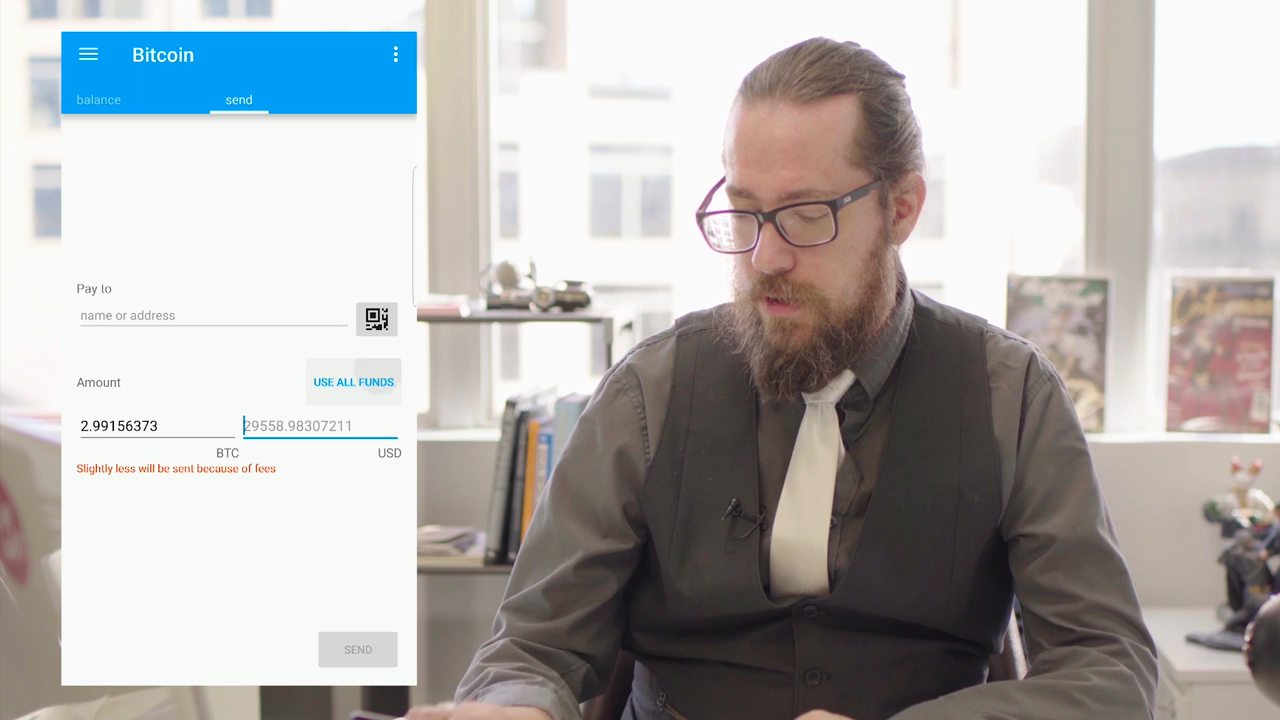 Bitcoin
balance
send
Pay to
name or address
Amount
USE ALL FUNDS
2.99156373
29558.98307211
BTC
USD
Slightly less will be sent because of fees
SEND